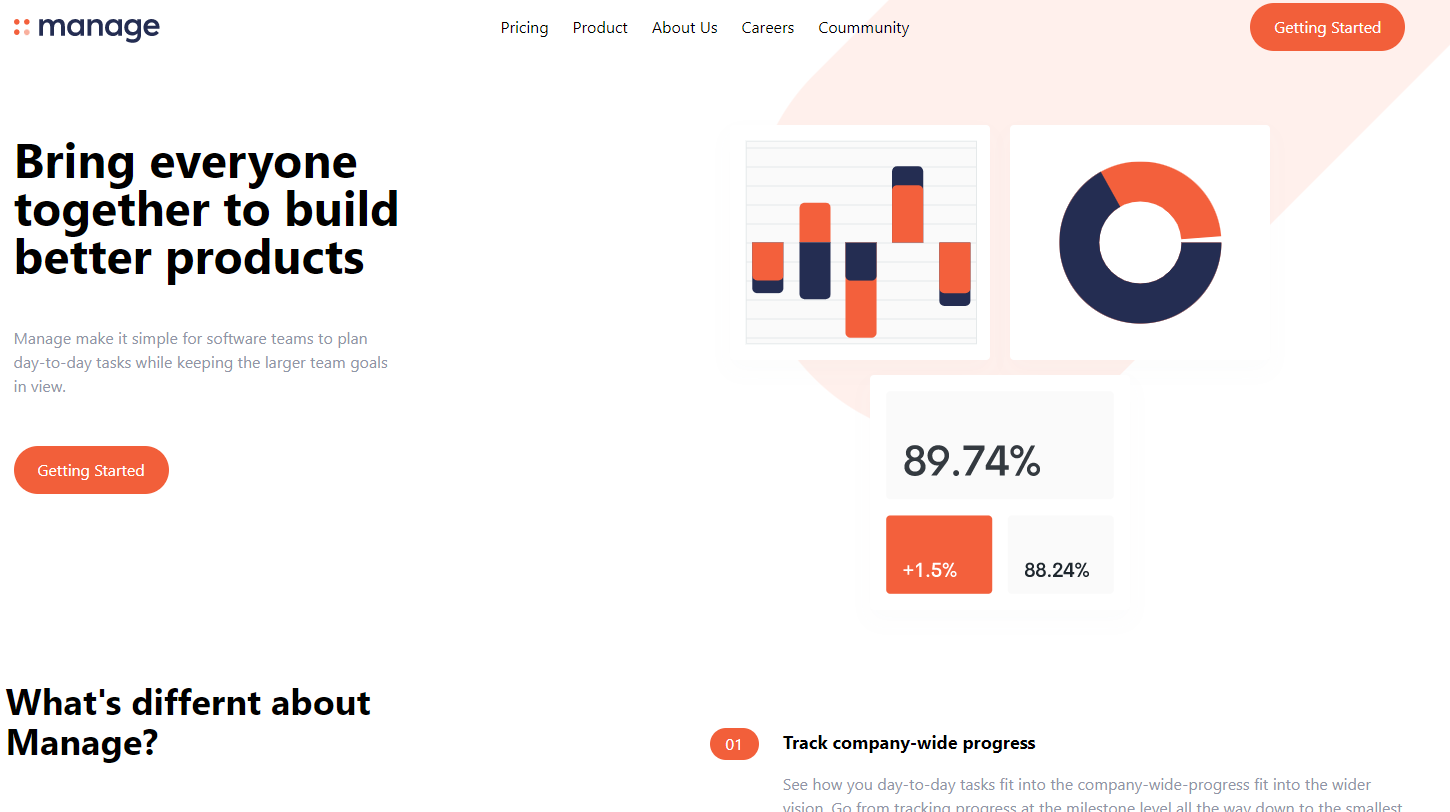 manage
Pricing Product About Us Careers Coummunity
Getting Started
Bring everyone
together to build
better products
Manage make it simple for software teams to plan
day-to-day tasks while keeping the larger team goals
in view.
Getting Started
89.74%
+1.5%
88.24%
What's differnt about
Manage?
01
Track company-wide progress
See how you day-to-day tasks fit into the company-wide-progress fit into the wider
vision. Go from tracking progress at the milestone level all the way down to the smallest